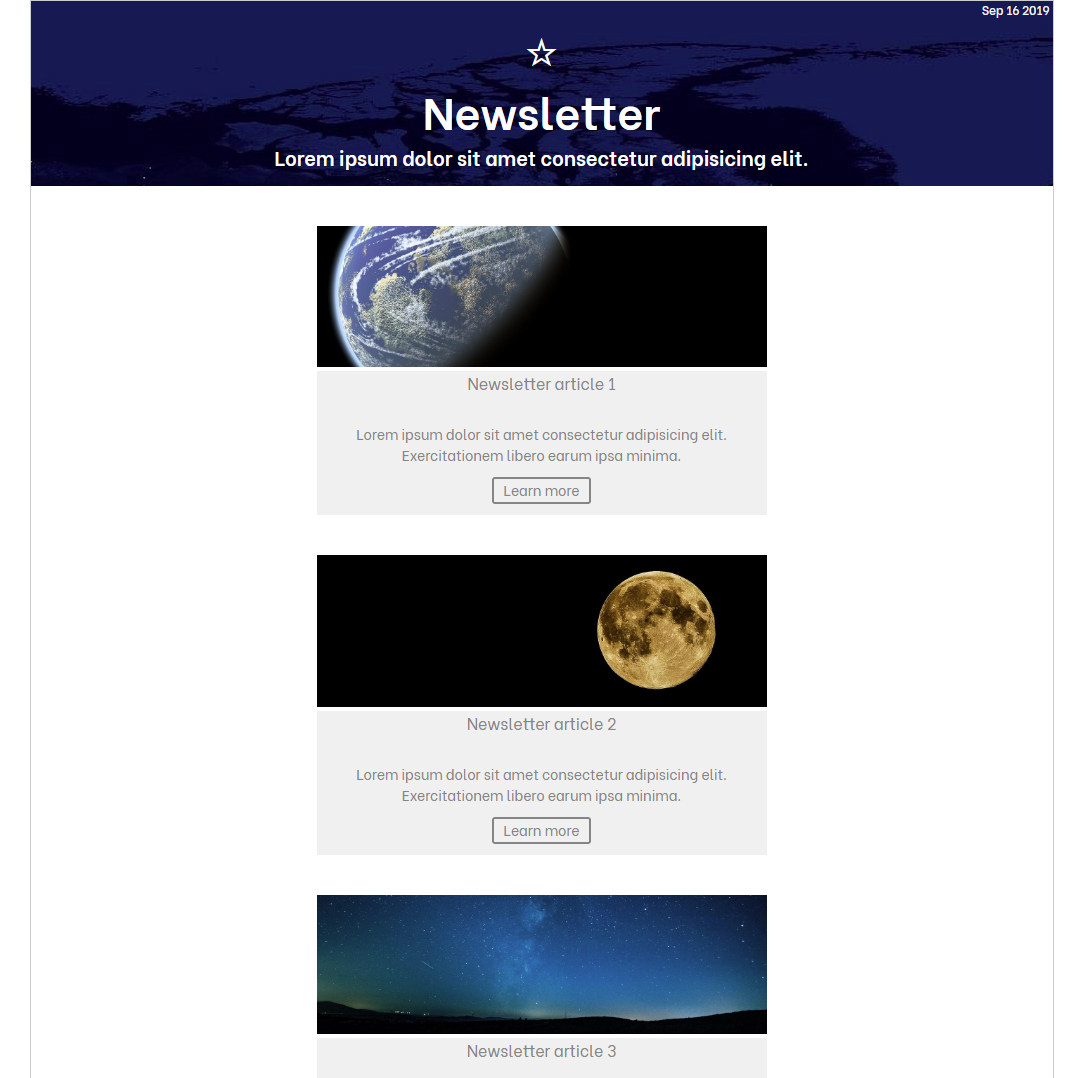 Sep 16 2019
Newsletter
Lorem ipsum dolor sit amet consectetur adipisicing elit.
Newsletter article 1
Lorem ipsum dolor sit amet consectetur adipisicing elit.
Exercitationem libero earum ipsa minima.
Learn more
Newsletter article 2
Lorem ipsum dolor sit amet consectetur adipisicing elit.
Exercitationem libero earum ipsa minima.
Learn more
Newsletter article 3